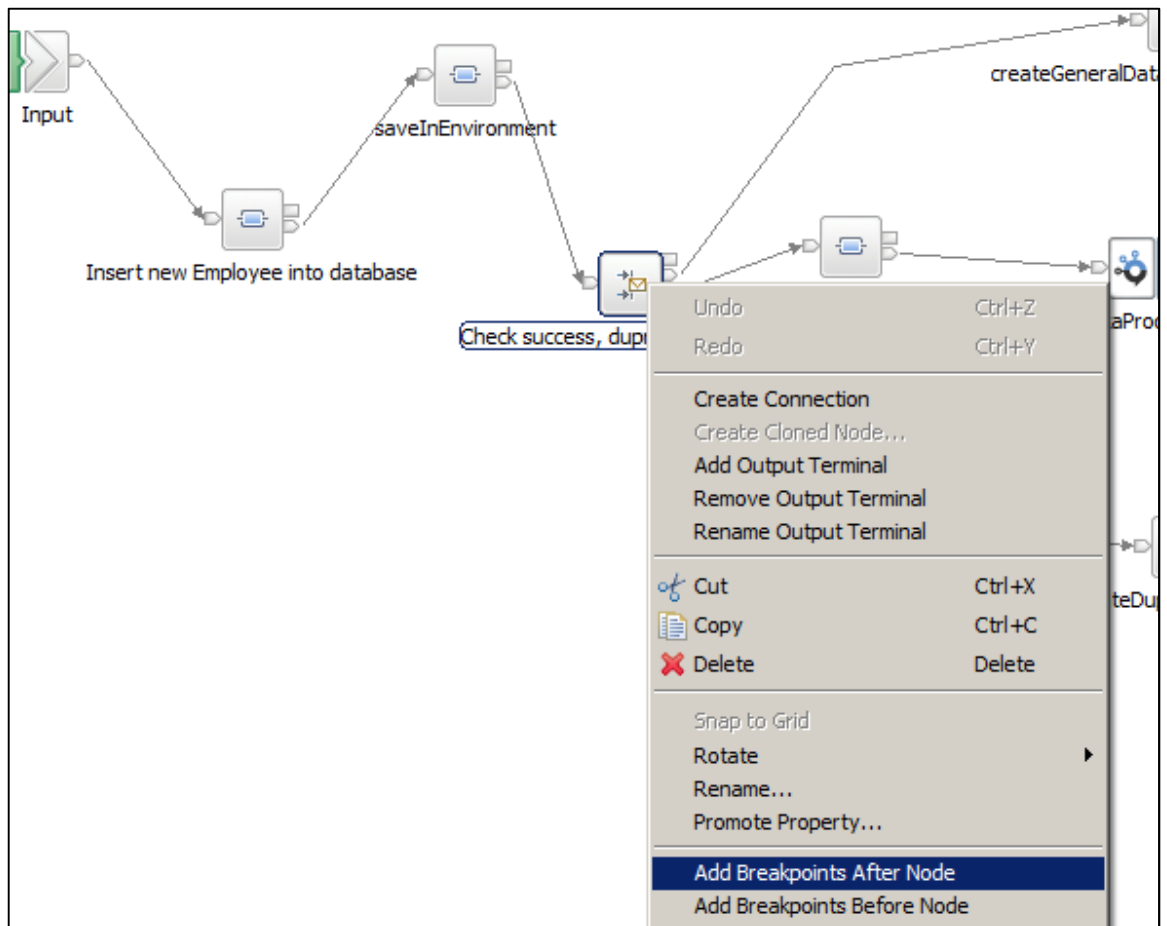 createGeneralData
Input
saveInEnvironment
Insert new Employee into database
Check success, dup
aProd
teDup
Undo Ctrl+Z
Redo Ctrl+Y
Create Connection
Create Cloned Node...
Add Output Terminal
Remove Output Terminal
Rename Output Terminal
Cut Ctrl+X
Copy Ctrl+C
Delete Delete
Snap to Grid
Rotate
Rename...
Promote Property...
Add Breakpoints After Node
Add Breakpoints Before Node